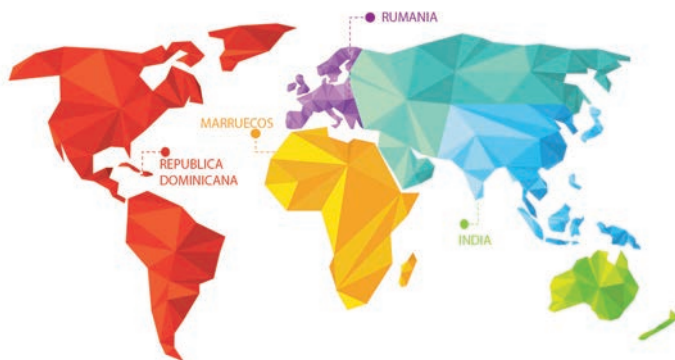 RUMANIA
MARRUECOS
REPUBLICA
DOMINICANA
INDIA